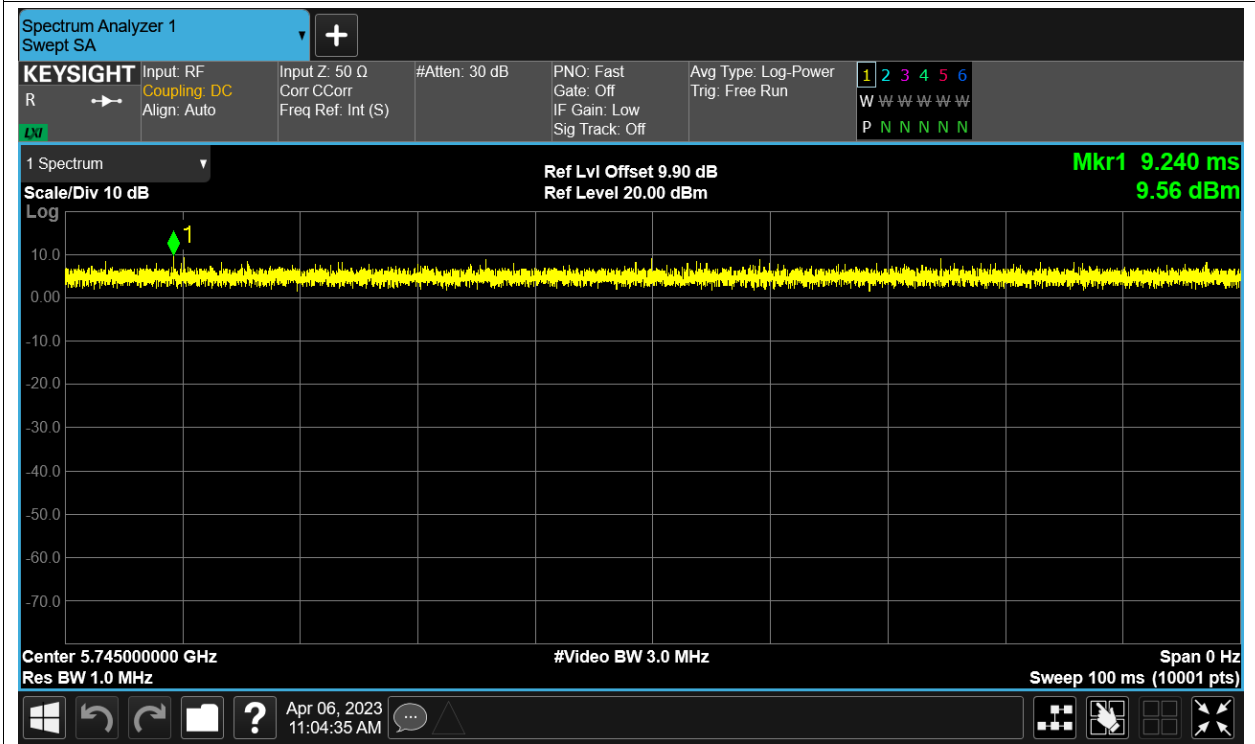 Spectrum Analyzer 1
Swept SA
+
KEYSIGHT
R
LXI
Input: RF
Coupling: DC
Align: Auto
Input Z: 50 Ω
Corr CCorr
Freq Ref: Int (S)
#Atten: 30 dB
PNO: Fast
Gate: Off
IF Gain: Low
Sig Track: Off
Avg Type: Log-Power
Trig: Free Run
1 2 3 4 5 6
W W W W W W
P N N N N N
1 Spectrum
Scale/Div 10 dB
Ref Lvl Offset 9.90 dB
Ref Level 20.00 dBm
Mkr1 9.240 ms
9.56 dBm
Log
1
10.0
0.00
-10.0
-20.0
-30.0
-40.0
-50.0
-60.0
-70.0
Center 5.745000000 GHz
#Video BW 3.0 MHz
Span 0 Hz
Res BW 1.0 MHz
Sweep 100 ms (10001 pts)
?
Apr 06, 2023
11:04:35 AM